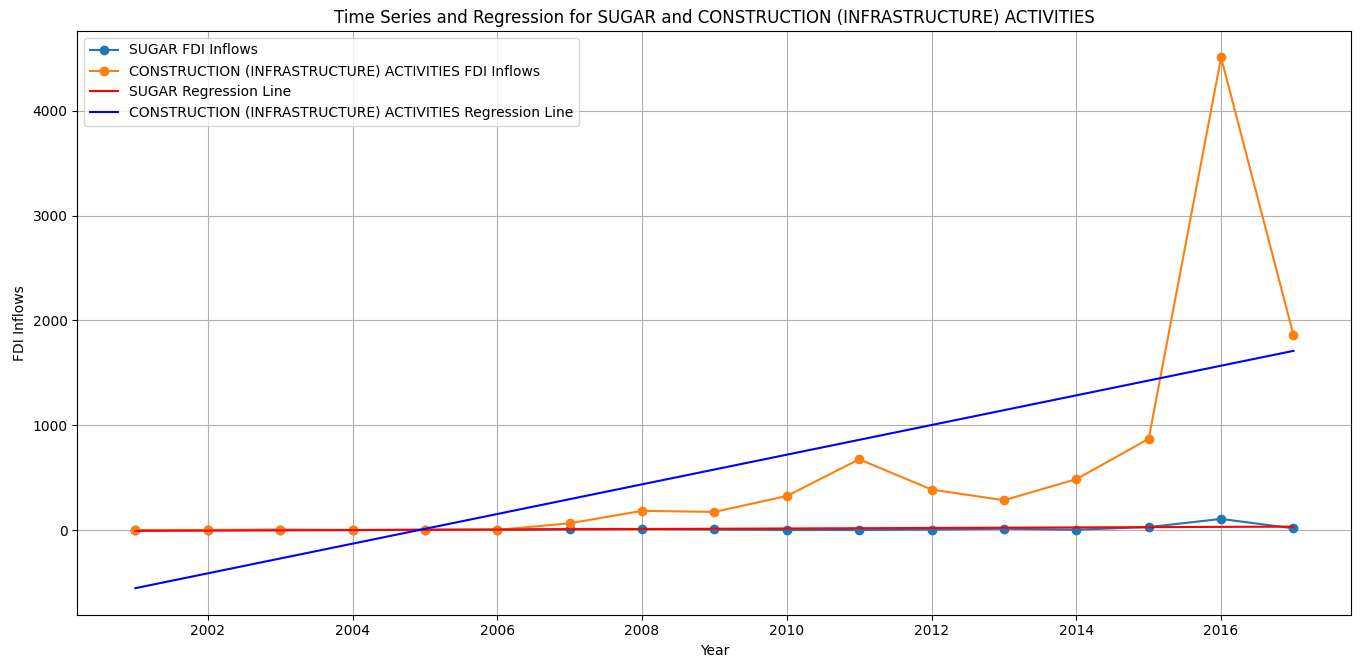 Time Series and Regression for SUGAR and CONSTRUCTION (INFRASTRUCTURE) ACTIVITIES
SUGAR FDI Inflows
CONSTRUCTION (INFRASTRUCTURE) ACTIVITIES FDI Inflows
SUGAR Regression Line
CONSTRUCTION (INFRASTRUCTURE) ACTIVITIES Regression Line
FDI Inflows
4000
3000
2000
1000
0
2002 2004 2006 2008 2010 2012 2014 2016
Year